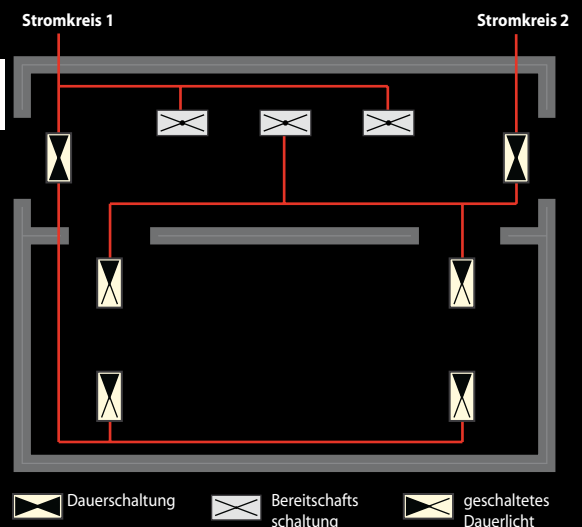 Stromkreis 1
Stromkreis 2
Dauerschaltung
Bereitschafts
schaltung
geschaltetes
Dauerlicht